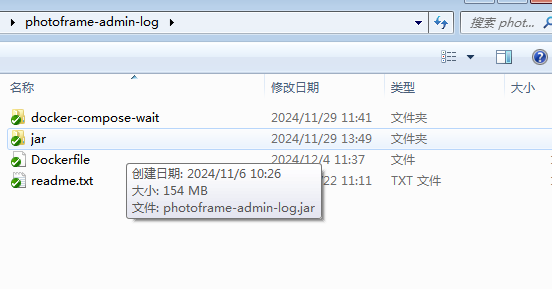 photoframe-admin-log
搜索 phot...
名称 修改日期 类型 大小
docker-compose-wait 2024/11/29 11:41 文件夹
jar 2024/11/29 13:49 文件夹
Dockerfile 2024/12/4 11:37 文件
readme.txt /22 11:11 TXT 文件
创建日期: 2024/11/6 10:26
大小: 154 MB
文件: photoframe-admin-log.jar